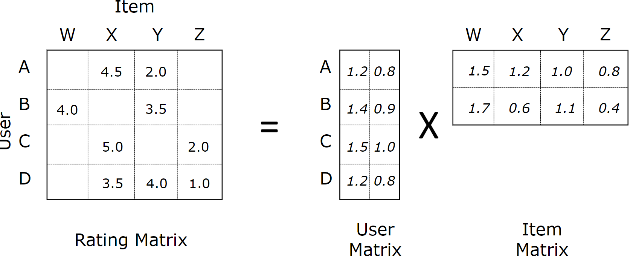 Item
W X Y Z W X Y Z
A 4.5 2.0 A 1.2 0.8 1.5 1.2 1.0 0.8
B 4.0 3.5 B 1.4 0.9 1.7 0.6 1.1 0.4
User = X
C 5.0 2.0 C 1.5 1.0
D 3.5 4.0 1.0 D 1.2 0.8
Rating Matrix
User
Matrix
Item
Matrix